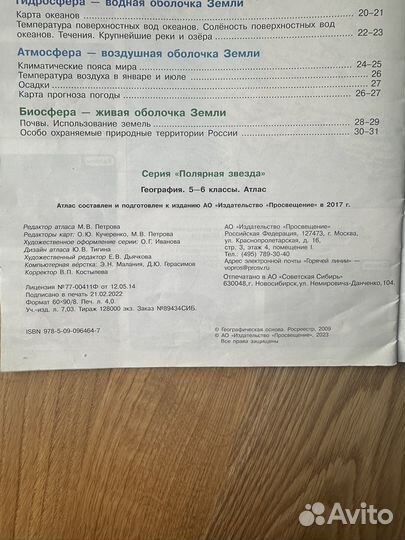 Гидросфера — водная оболочка Земли
Карта океанов 20–21
Температура поверхностных вод океанов. Солёность поверхностных вод
океанов. Течения. Крупнейшие реки и озёра 22–23
Атмосфера — воздушная оболочка Земли
Климатические пояса мира 24–25
Температура воздуха в январе и июле 26
Осадки 27
Карта прогноза погоды 26–27
Биосфера — живая оболочка Земли
Почвы. Использование земель 28–29
Особо охраняемые природные территории России 30–31
Серия «Полярная звезда»
География. 5–6 классы. Атлас
Атлас составлен и подготовлен к изданию АО «Издательство «Просвещение» в 2017 г.
Редактор атласа М.В. Петрова
Редакторы карт: О.Ю. Кучеренко, М.В. Петрова
Художественное оформление серии: О.Г. Иванова
Дизайн атласа Ю.В. Тигина
Художественный редактор Е.В. Дьячкова
Компьютерная вёрстка: Э.Н. Малания, Д.Ю. Герасимов
Корректор В.П. Костылева
Лицензия №77-00411Ф от 12.05.14
Подписано в печать 21.02.2022
Формат 60-90/8. Печ.л. 4,0.
Уч.-изд. л. 7,03. Тираж 128000 экз. Заказ №89434СИБ.
ISBN 978-5-09-096464-7
АО «Издательство «Просвещение»
Российская Федерация, 127473, г. Москва,
ул. Краснопролетарская, д. 16,
стр. 3, этаж 4, помещение I.
Тел.: (495) 789-30-40
Адрес электронной почты «Горячей линии» —
vopros@prosv.ru
Отпечатано в АО «Советская Сибирь»
630048, г. Новосибирск, ул. Немировича-Данченко, 104.
© Географическая основа. Росреестр, 2009
© АО «Издательство «Просвещение», 2023
Все права защищены
Avito